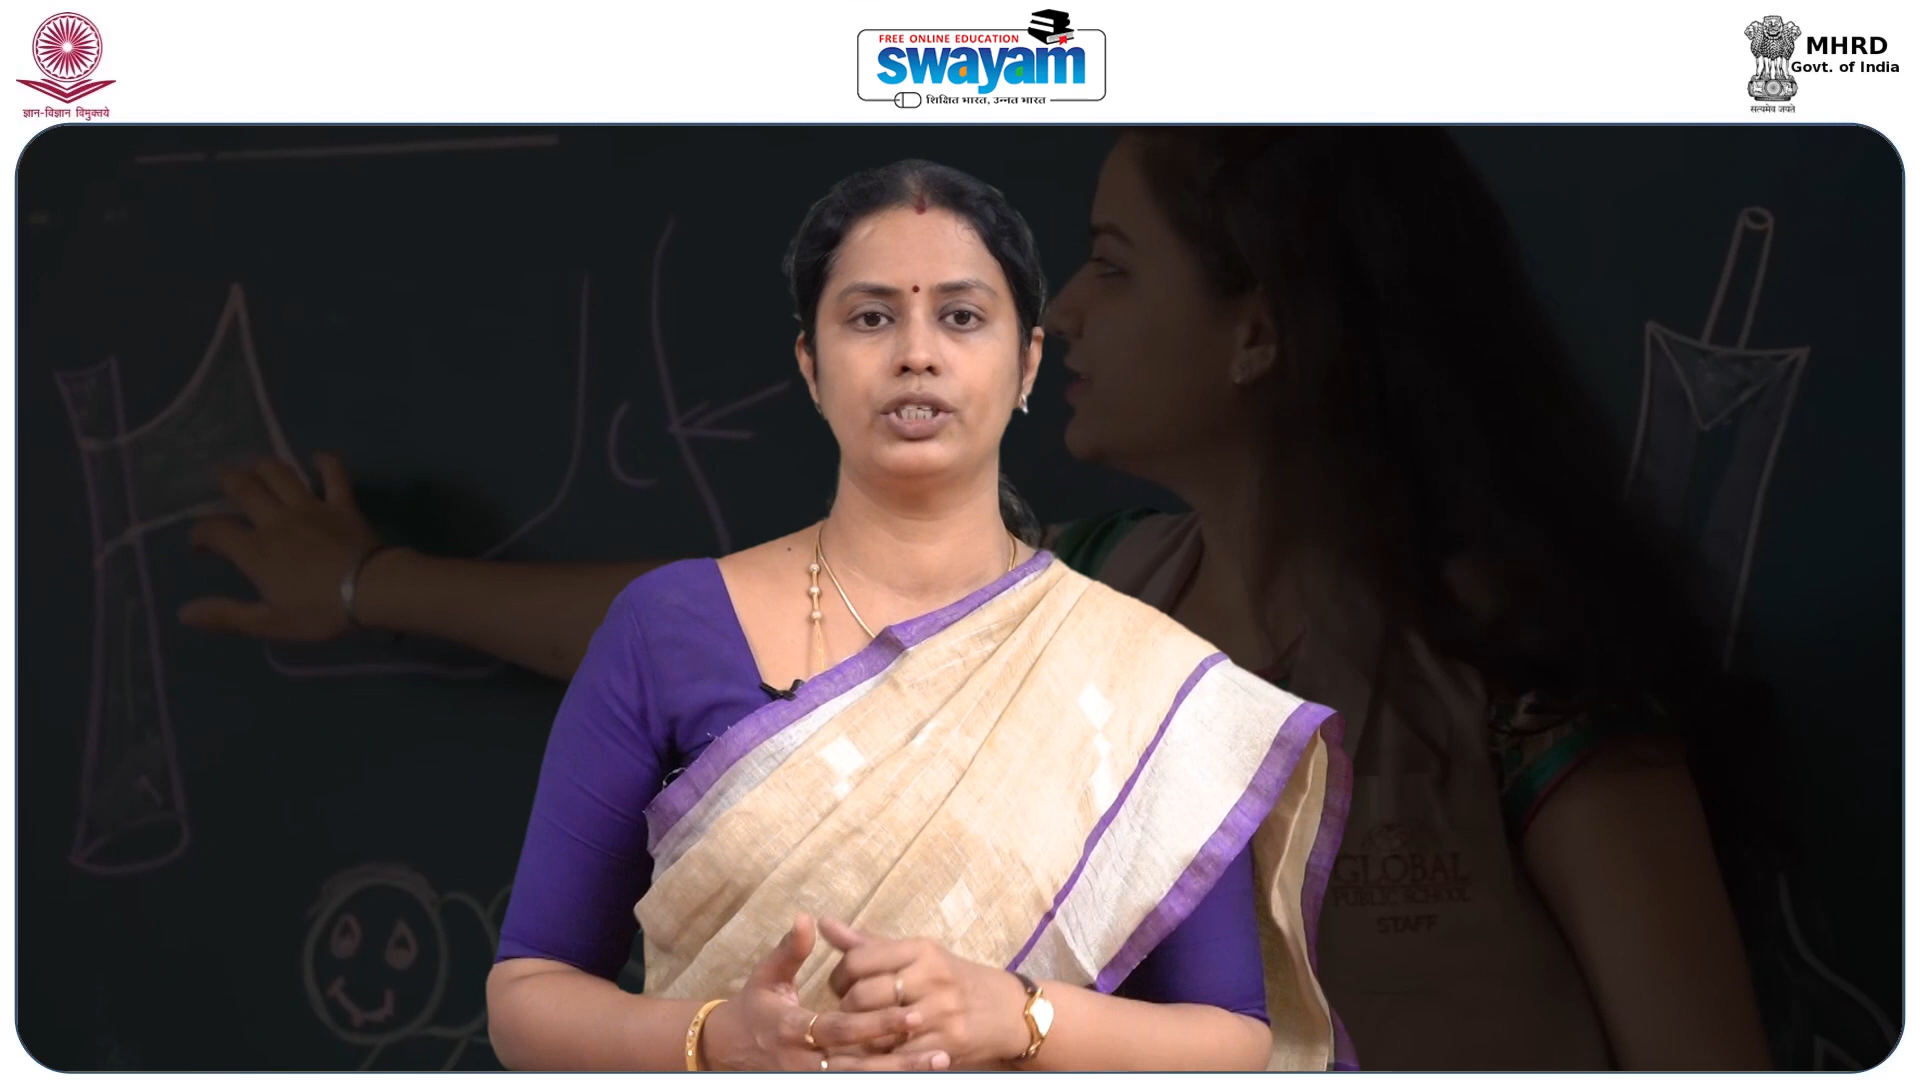 ज्ञान-विज्ञान विमुक्तये
FREE ONLINE EDUCATION
swayam
शिक्षित भारत, उन्नत भारत
MHRD
Govt. of India
सत्यमेव जयते
GLOBAL
PUBLIC SCHOOL
STAFF